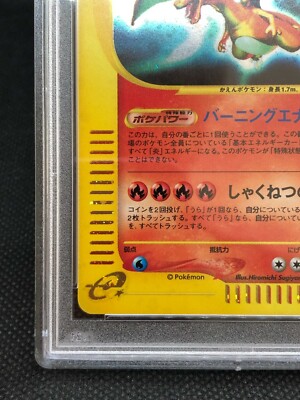 かえんポケモン：身長1.7m,
特殊能力
ポケパワー バーニングエナ
この力は、自分の番ごとに1回使うことができる。自
場のポケモン全員についている「基本エネルギーカー
すべて「炎」エネルギーになる。このポケモンが「特殊状態
ことはできない。
しゃくねつの
コインを2回投げ、「うら」が1回なら、自分についている
2枚トラッシュする。すべて「うら」なら、自分についている
ーを、すべてトラッシュする。
弱点 抵抗力 にげる
©Pokémon Illus.Hiromichi Sugiyama
e